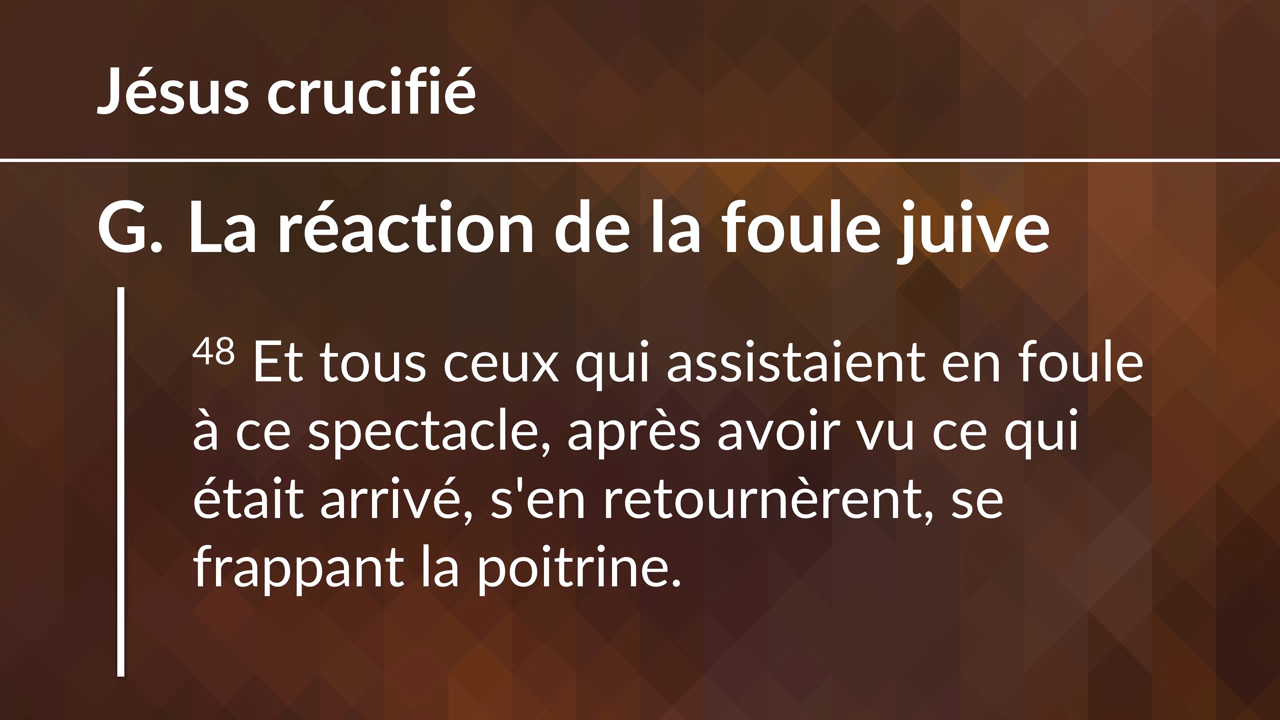 Jésus crucifié
G. La réaction de la foule juive
48 Et tous ceux qui assistaient en foule
à ce spectacle, après avoir vu ce qui
était arrivé, s'en retournèrent, se
frappant la poitrine.